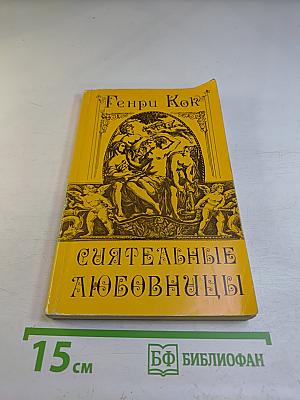 Генри Кок
СИЯТЕЛЬНЫЕ
ЛЮБОВНИЦЫ
15 см
БФ БИБЛИОФАН